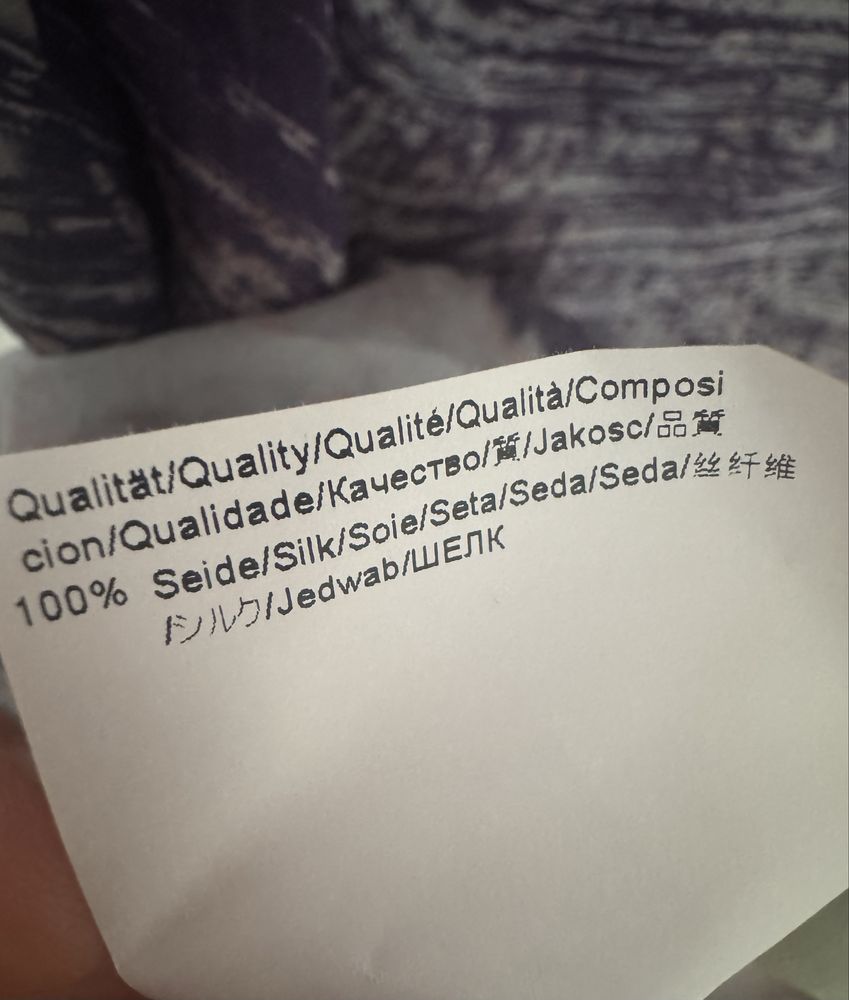 Qualität/Quality/Qualité/Qualità/Composi
cion/Qualidade/Качество/質/Jakosc/品質
100% Seide/Silk/Soie/Seta/Seda/Seda/丝纤维
/シルク/Jedwab/ШЕЛК